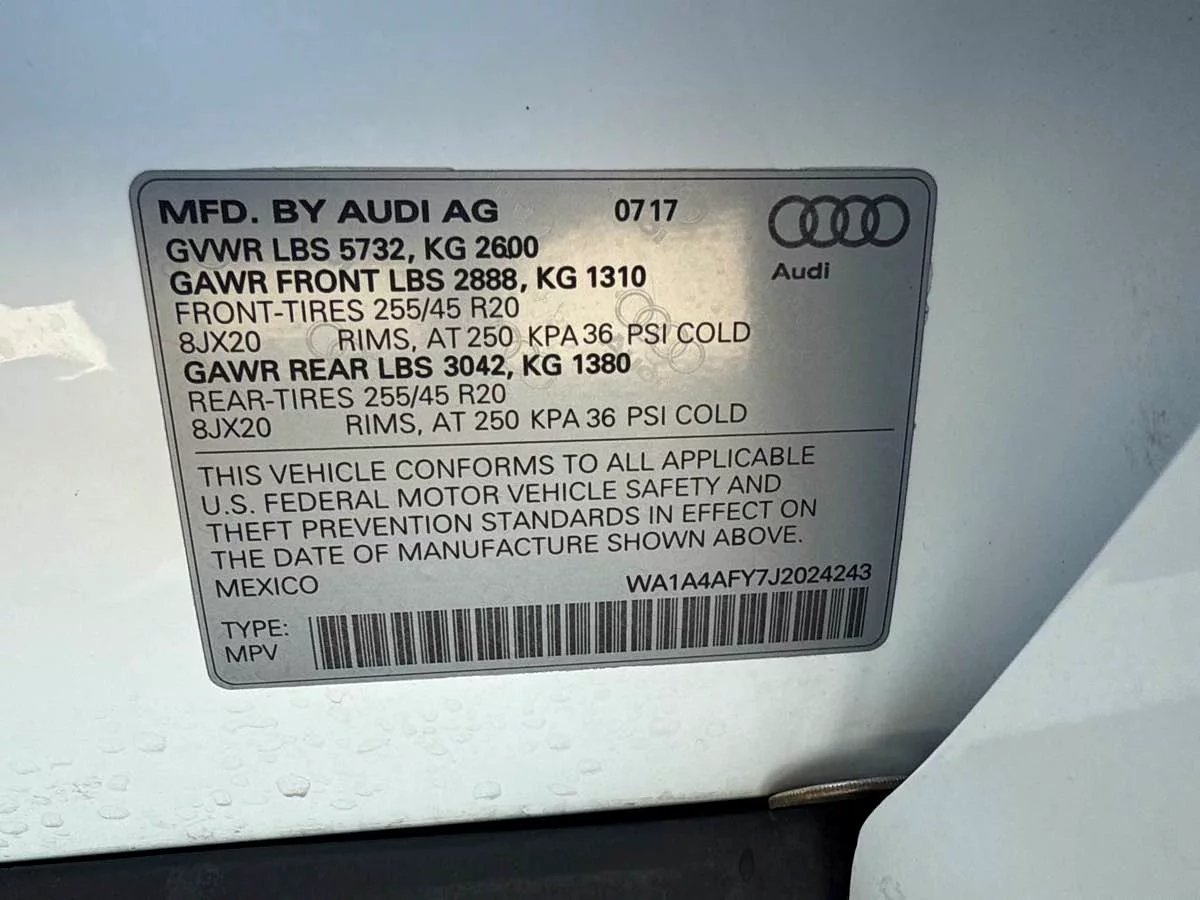 MFD. BY AUDI AG 0717
Audi
GVWR LBS 5732, KG 2600
GAWR FRONT LBS 2888, KG 1310
FRONT-TIRES 255/45 R20
8JX20 RIMS, AT 250 KPA 36 PSI COLD
GAWR REAR LBS 3042, KG 1380
REAR-TIRES 255/45 R20
8JX20 RIMS, AT 250 KPA 36 PSI COLD
THIS VEHICLE CONFORMS TO ALL APPLICABLE
U.S. FEDERAL MOTOR VEHICLE SAFETY AND
THEFT PREVENTION STANDARDS IN EFFECT ON
THE DATE OF MANUFACTURE SHOWN ABOVE.
MEXICO WA1A4AFY7J2024243
TYPE:
MPV